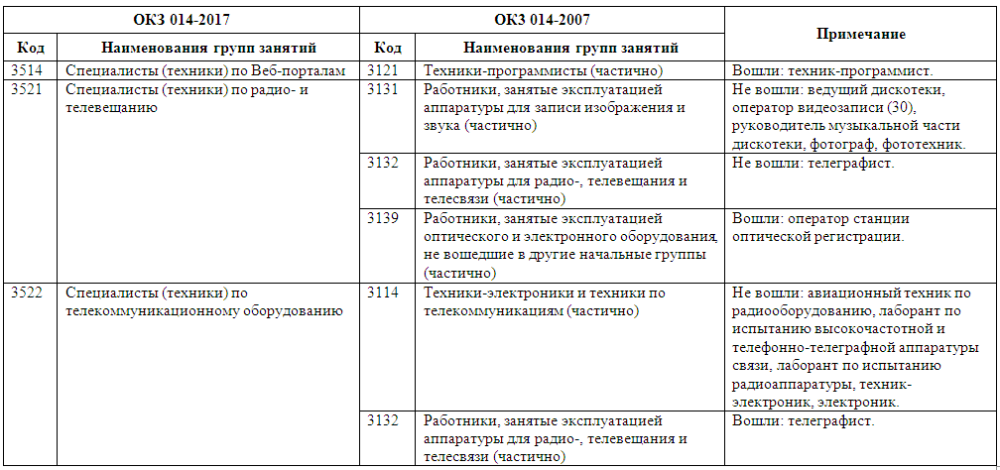 ОКЗ 014-2017 ОКЗ 014-2007 Примечание
Код Наименования групп занятий Код Наименования групп занятий
3514 Специалисты (техники) по Веб-порталам 3121 Техники-программисты (частично) Вошли: техник-программист.
3521 Специалисты (техники) по радио- и 3131 Работники, занятые эксплуатацией Не вошли: ведущий дискотеки,
телевещанию аппаратуры для записи изображения и оператор видеозаписи (30),
звука (частично) руководитель музыкальной части
дискотеки, фотограф, фототехник.
3132 Работники, занятые эксплуатацией Не вошли: телеграфист.
аппаратуры для радио-, телевещания и
телесвязи (частично)
3139 Работники, занятые эксплуатацией Вошли: оператор станции
оптического и электронного оборудования, оптической регистрации.
не вошедшие в другие начальные группы
(частично)
3522 Специалисты (техники) по 3114 Техники-электроники и техники по Не вошли: авиационный техник по
телекоммуникационному оборудованию телекоммуникациям (частично) радиооборудованию, лаборант по
испытанию высокочастотной и
телефонно-телеграфной аппаратуры
связи, лаборант по испытанию
радиоаппаратуры, техник-
электроник, электроник.
3132 Работники, занятые эксплуатацией Вошли: телеграфист.
аппаратуры для радио-, телевещания и
телесвязи (частично)